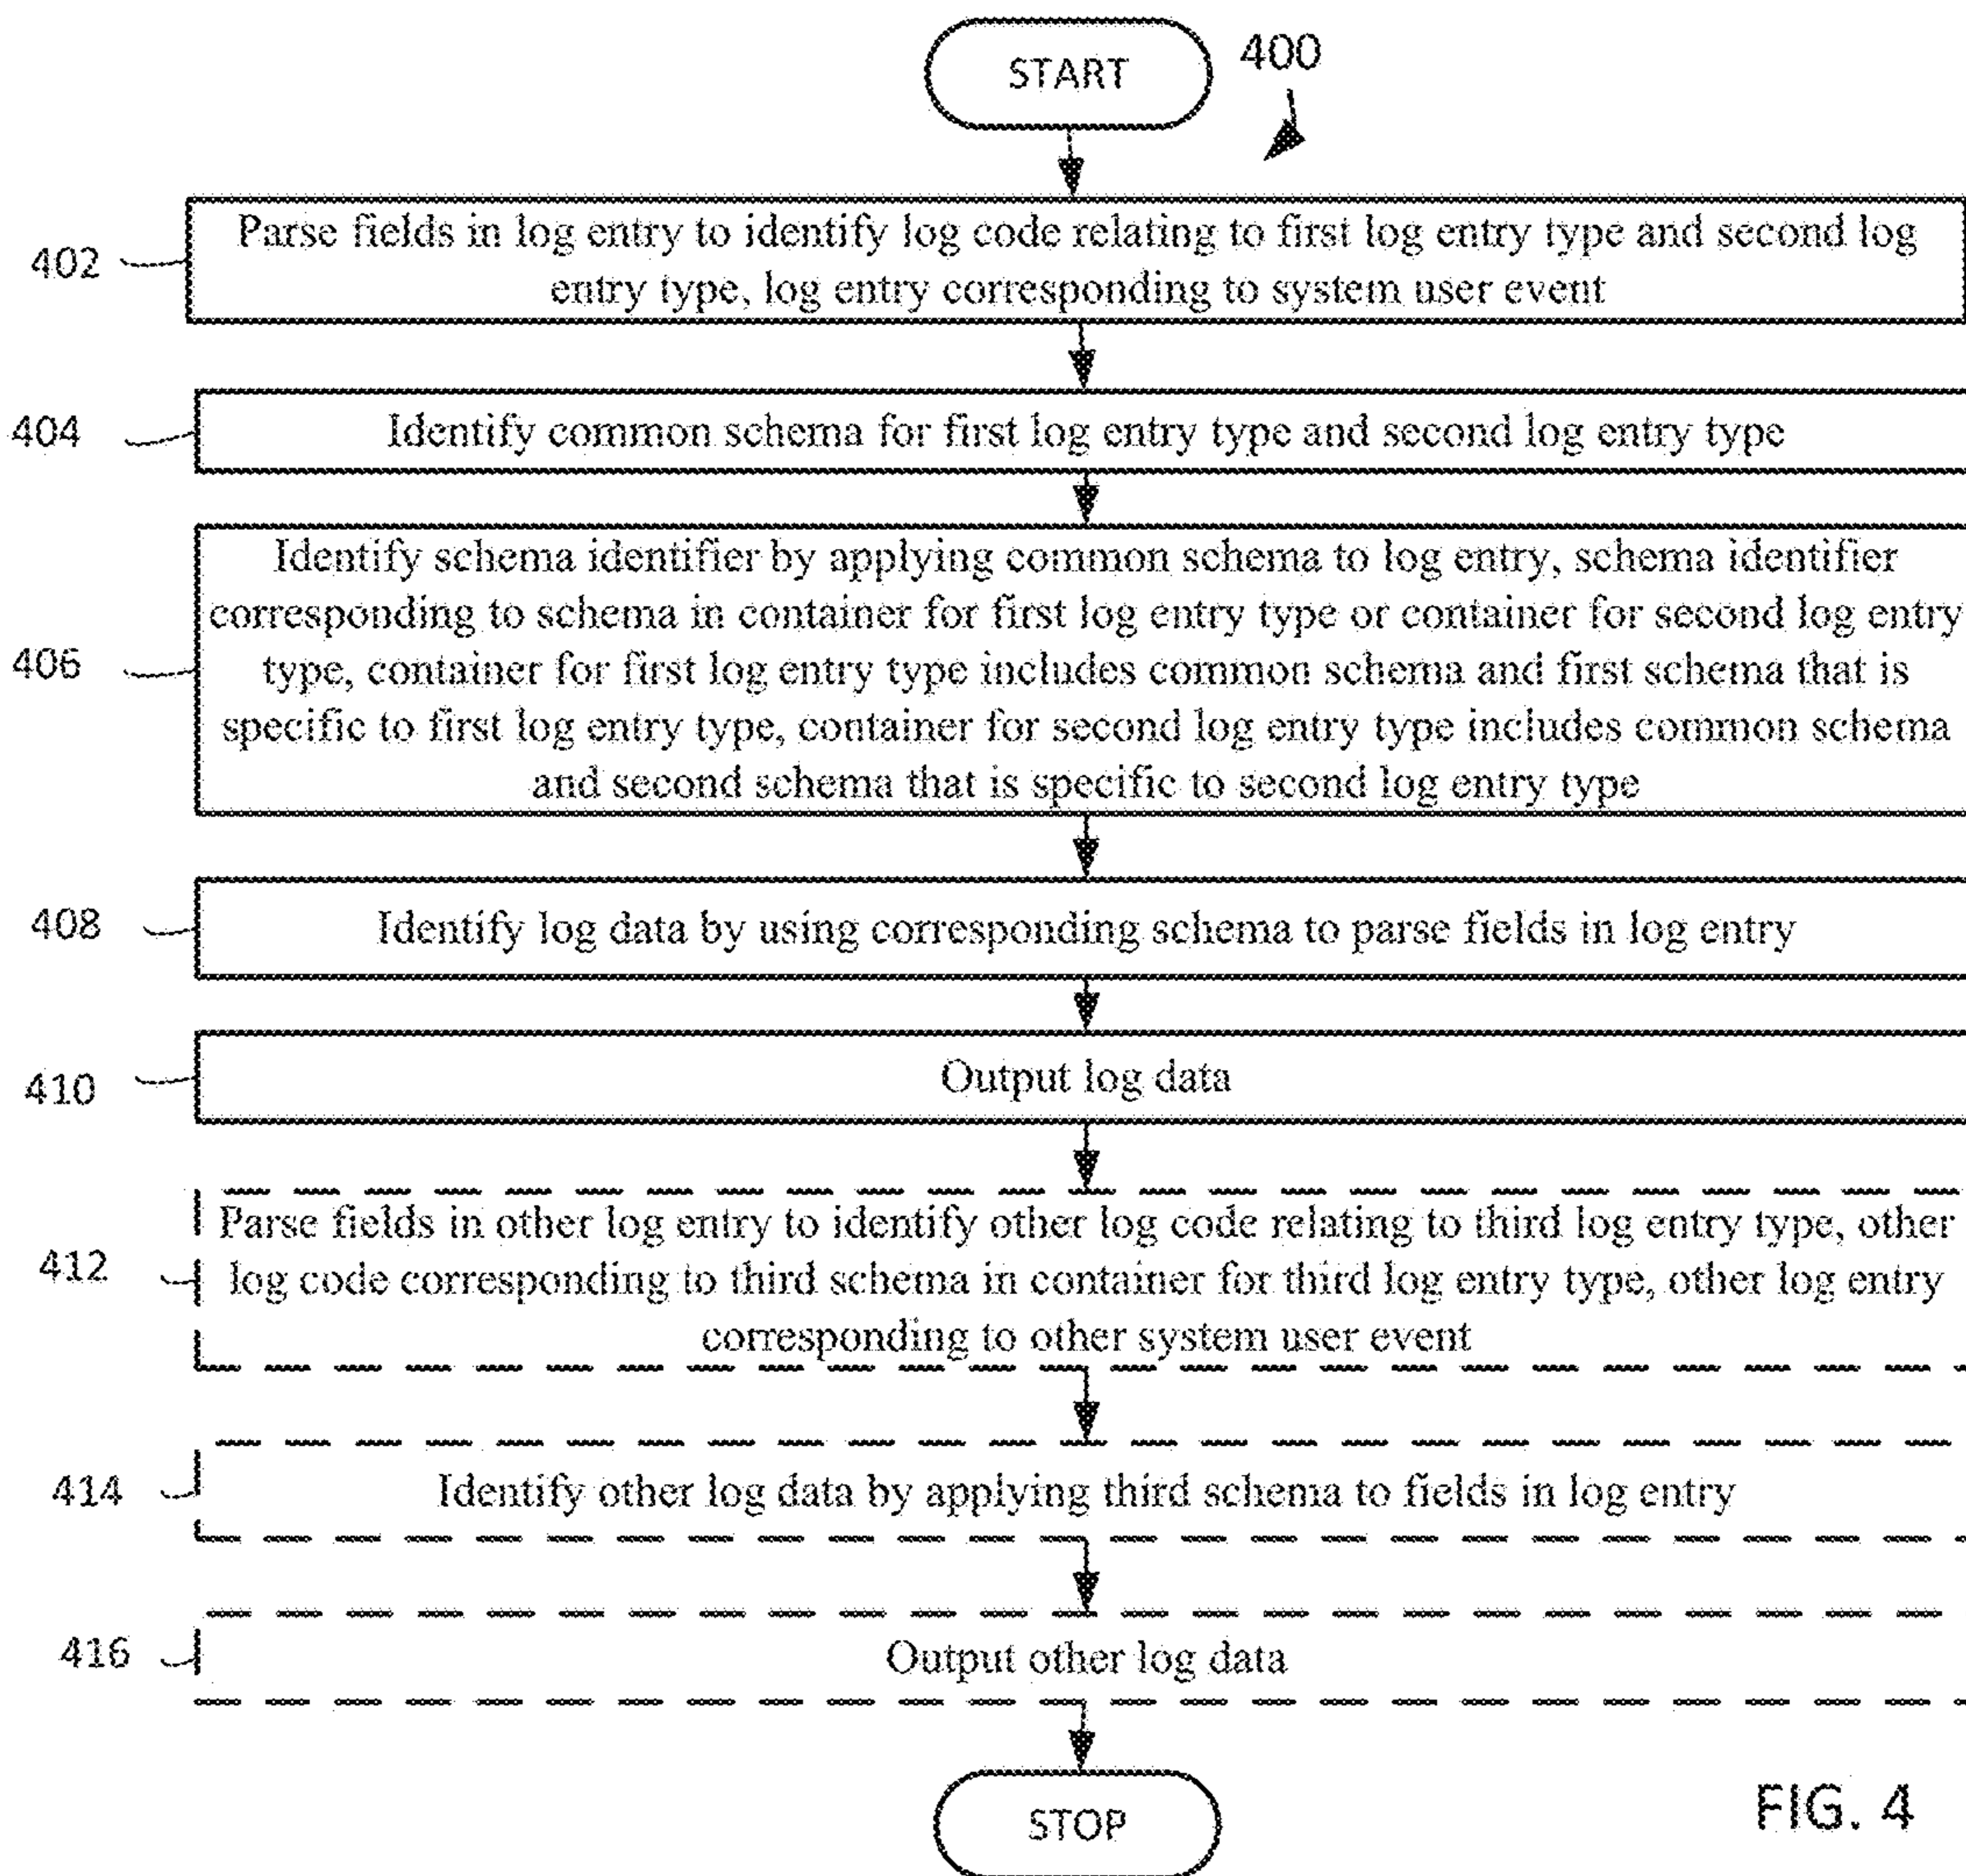 START
400
402
Parse fields in log entry to identify log code relating to first log entry type and second log
entry type, log entry corresponding to system user event
404
Identify common schema for first log entry type and second log entry type
406
Identify schema identifier by applying common schema to log entry, schema identifier
corresponding to schema in container for first log entry type or container for second log entry
type, container for first log entry type includes common schema and first schema that is
specific to first log entry type, container for second log entry type includes common schema
and second schema that is specific to second log entry type
408
Identify log data by using corresponding schema to parse fields in log entry
410
Output log data
412
Parse fields in other log entry to identify other log code relating to third log entry type, other
log code corresponding to third schema in container for third log entry type, other log entry
corresponding to other system user event
414
Identify other log data by applying third schema to fields in log entry
416
Output other log data
STOP
FIG. 4